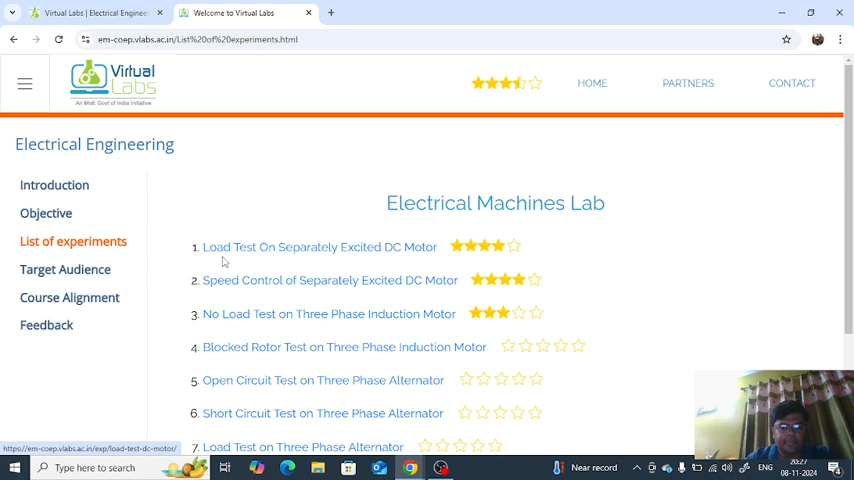 Virtual Labs | Electrical Enginee
Welcome to Virtual Labs
em-coep.vlabs.ac.in/List%20of%20experiments.html
Virtual
Labs
An MoE Govt of India Initiative
HOME
PARTNERS
CONTACT
Electrical Engineering
Introduction
Objective
List of experiments
Target Audience
Course Alignment
Feedback
Electrical Machines Lab
1. Load Test On Separately Excited DC Motor
2. Speed Control of Separately Excited DC Motor
3. No Load Test on Three Phase Induction Motor
4. Blocked Rotor Test on Three Phase Induction Motor
5. Open Circuit Test on Three Phase Alternator
6. Short Circuit Test on Three Phase Alternator
7. Load Test on Three Phase Alternator
https://em-coep.vlabs.ac.in/exp/load-test-dc-motor/
Type here to search
Near record
ENG
20:27
08-11-2024
4